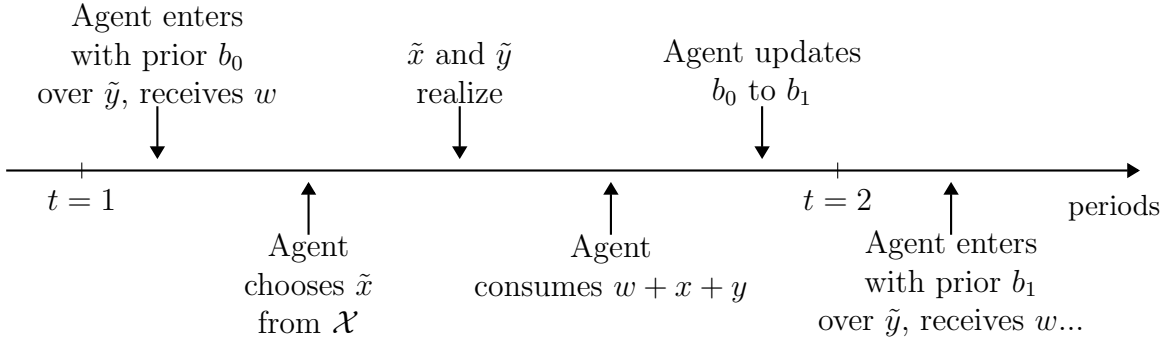 Agent enters
with prior b₀
over ỹ, receives w
x̃ and ỹ
realize
Agent updates
b₀ to b₁
t = 1
t = 2
periods
Agent
chooses x̃
from 𝒳
Agent
consumes w + x + y
Agent enters
with prior b₁
over ỹ, receives w...